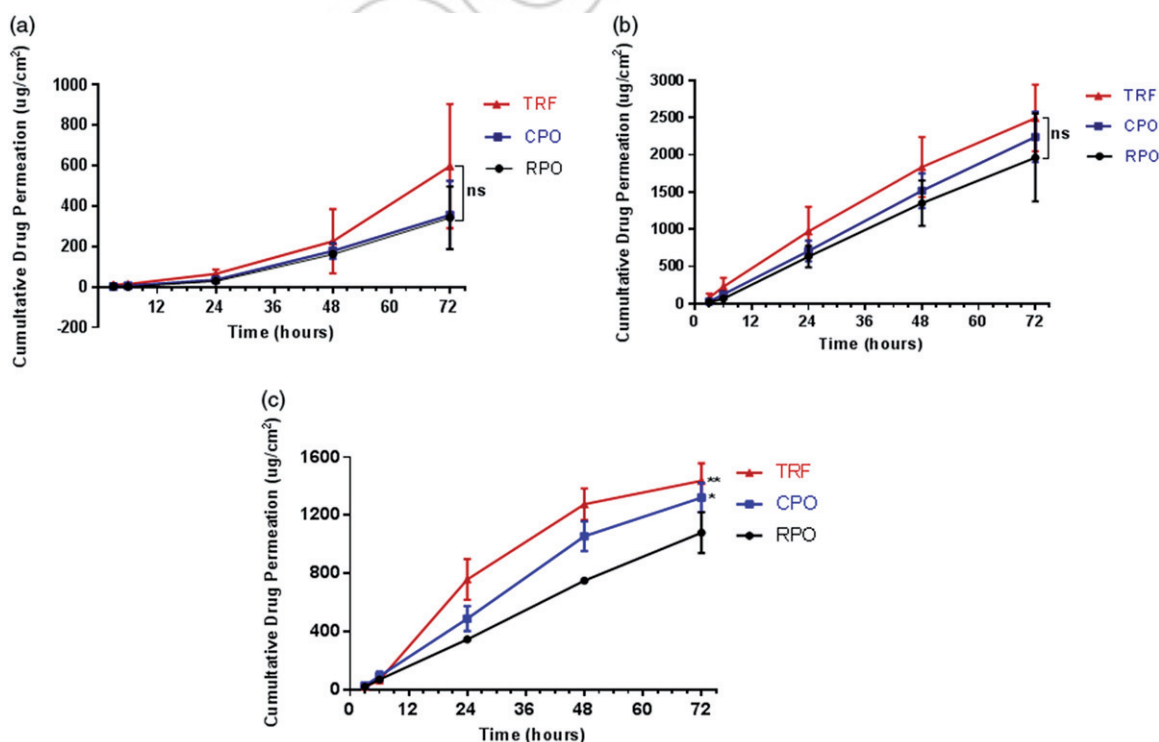 (a)
Cumultative Drug Permeation (ug/cm²)
1000
800
600
400
200
0
-200
12 24 36 48 60 72
Time (hours)
TRF
CPO
RPO
ns
(b)
Cumultative Drug Permeation (ug/cm²)
3000
2500
2000
1500
1000
500
0
0 12 24 36 48 60 72
Time (hours)
TRF
CPO
RPO
ns
(c)
Cumultative Drug Permeation (ug/cm²)
1600
1200
800
400
0
0 12 24 36 48 60 72
Time (hours)
TRF
CPO
RPO
**
*